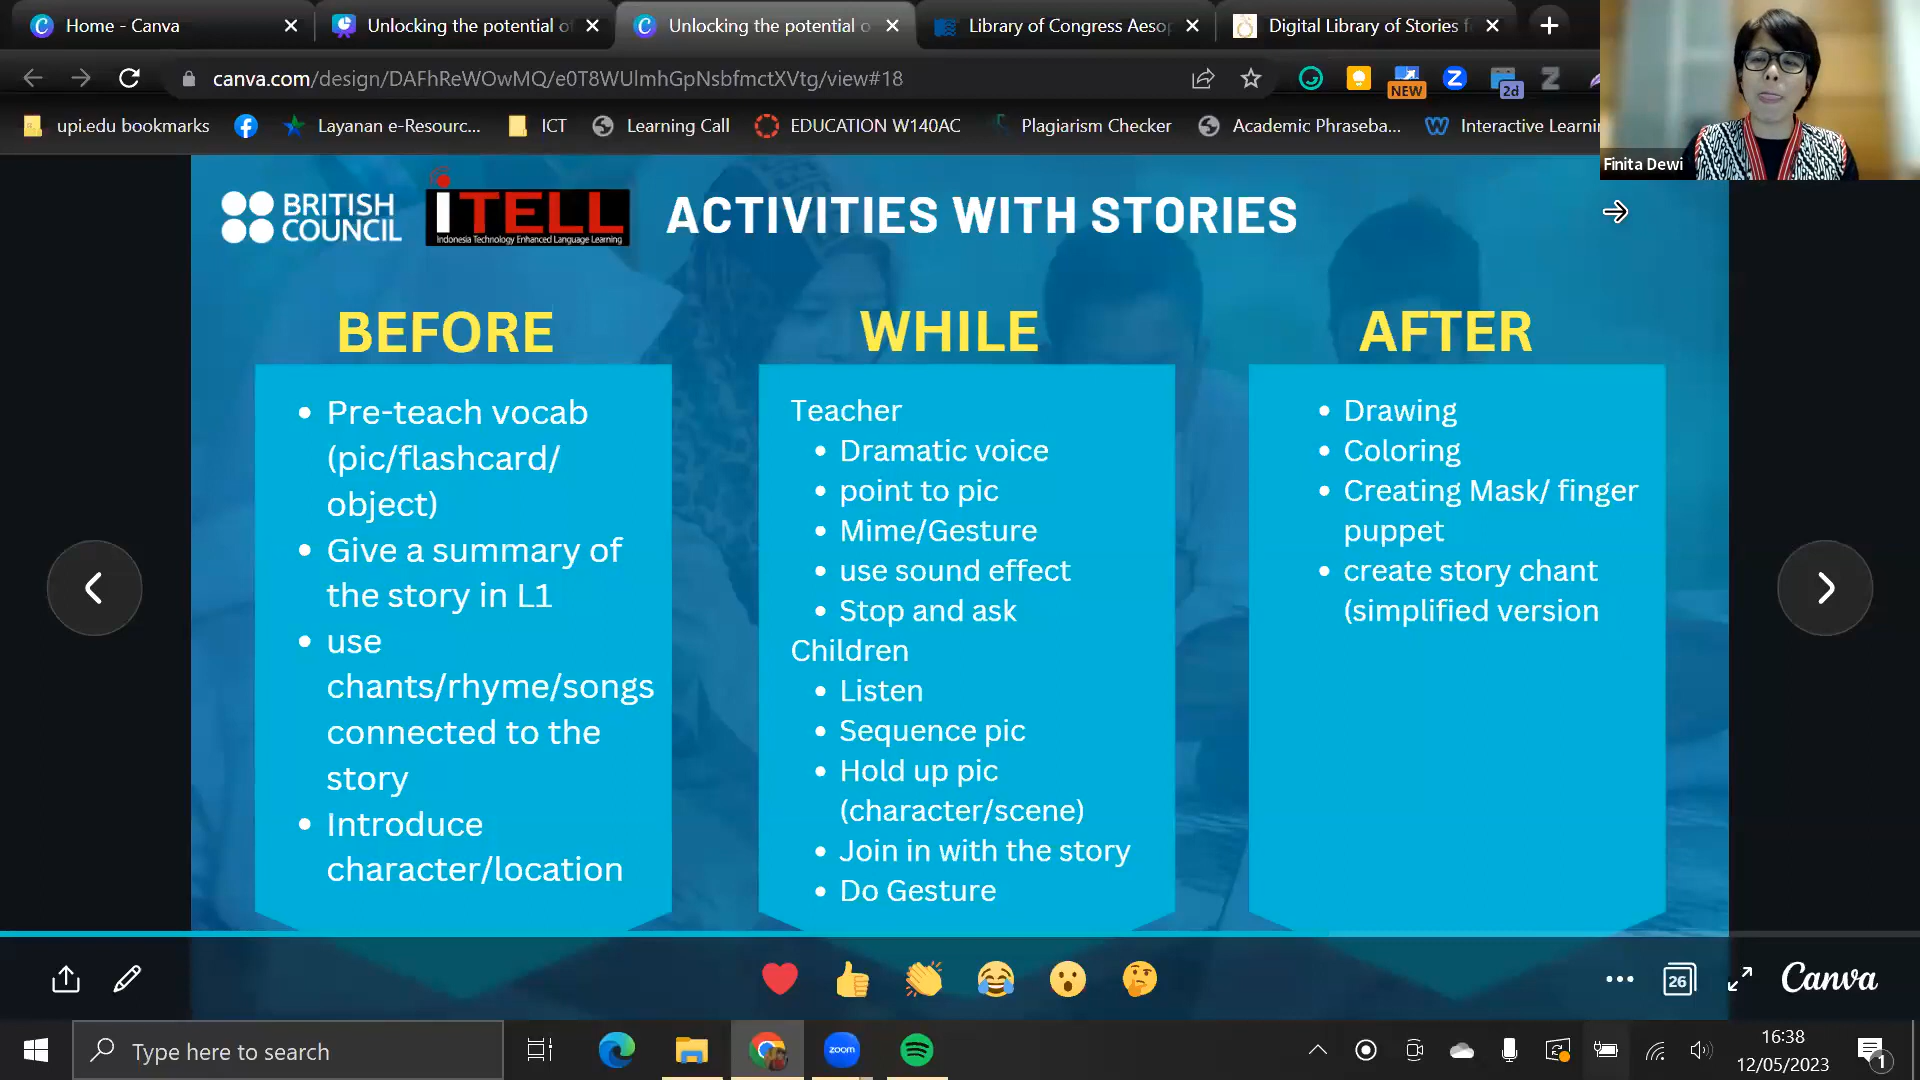 Home - Canva
Unlocking the potential of
Unlocking the potential o
Library of Congress Aesop
Digital Library of Stories f
canva.com/design/DAFhReWOwMQ/e0T8WUlmhGpNsbfmctXVtg/view#18
NEW
2d
upi.edu bookmarks
Layanan e-Resourc...
ICT
Learning Call
EDUCATION W140AC
Plagiarism Checker
Academic Phraseba...
Interactive Learni
Finita Dewi
BRITISH
COUNCIL
iTELL
Indonesia Technology Enhanced Language Learning
ACTIVITIES WITH STORIES
BEFORE
• Pre-teach vocab
(pic/flashcard/
object)
• Give a summary of
the story in L1
• use
chants/rhyme/songs
connected to the
story
• Introduce
character/location
WHILE
Teacher
• Dramatic voice
• point to pic
• Mime/Gesture
• use sound effect
• Stop and ask
Children
• Listen
• Sequence pic
• Hold up pic
(character/scene)
• Join in with the story
• Do Gesture
AFTER
• Drawing
• Coloring
• Creating Mask/ finger
puppet
• create story chant
(simplified version
26
Canva
Type here to search
zoom
16:38
12/05/2023
1